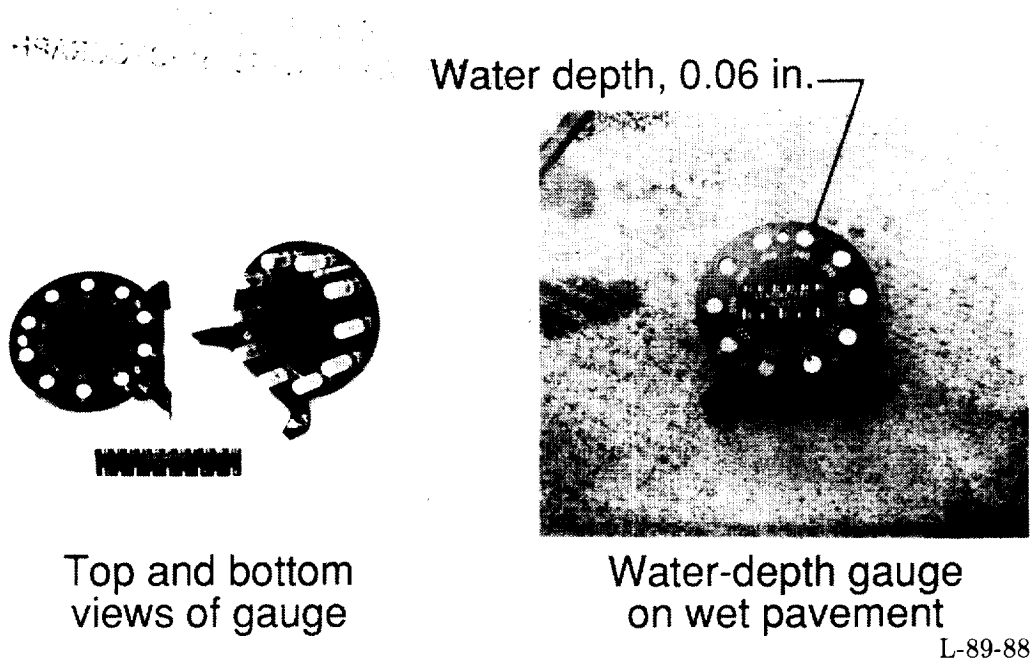 Water depth, 0.06 in.
Top and bottom
views of gauge
Water-depth gauge
on wet pavement
L-89-88